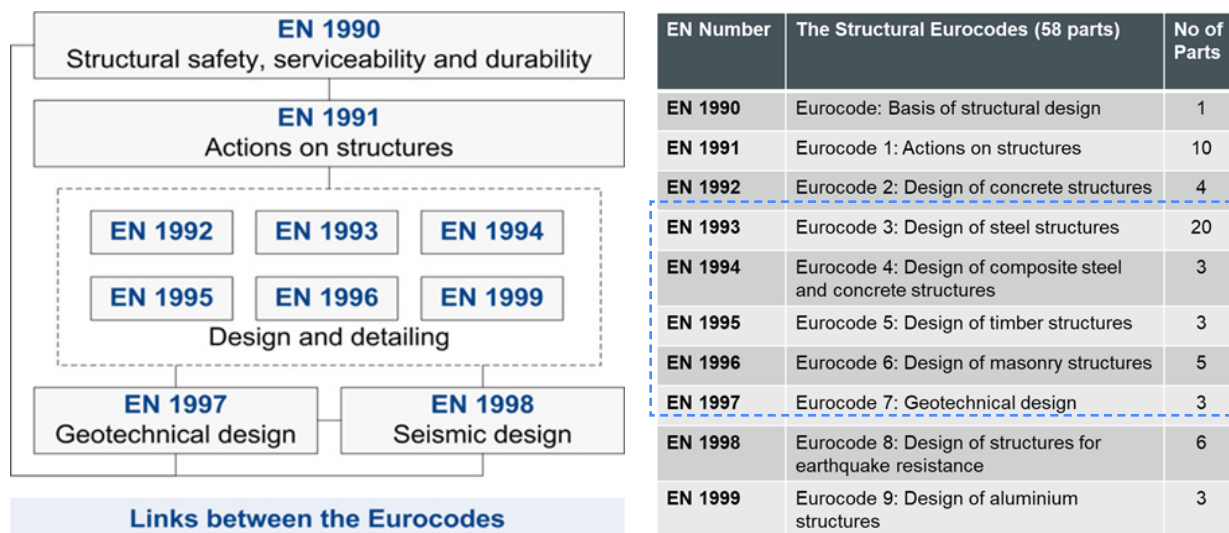 EN 1990
Structural safety, serviceability and durability
EN 1991
Actions on structures
EN 1992 EN 1993 EN 1994
EN 1995 EN 1996 EN 1999
Design and detailing
EN 1997
Geotechnical design
EN 1998
Seismic design
Links between the Eurocodes
EN Number The Structural Eurocodes (58 parts) No of
Parts
EN 1990 Eurocode: Basis of structural design 1
EN 1991 Eurocode 1: Actions on structures 10
EN 1992 Eurocode 2: Design of concrete structures 4
EN 1993 Eurocode 3: Design of steel structures 20
EN 1994 Eurocode 4: Design of composite steel 3
and concrete structures
EN 1995 Eurocode 5: Design of timber structures 3
EN 1996 Eurocode 6: Design of masonry structures 5
EN 1997 Eurocode 7: Geotechnical design 3
EN 1998 Eurocode 8: Design of structures for 6
earthquake resistance
EN 1999 Eurocode 9: Design of aluminium 3
structures